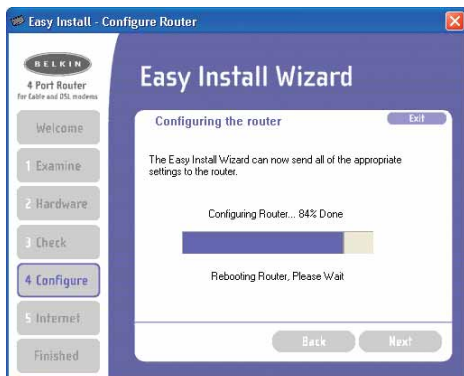 Easy Install - Configure Router
BELKIN
4 Port Router
For Cable and DSL modems
Easy Install Wizard
Welcome
1 Examine
2 Hardware
3 Check
4 Configure
5 Internet
Finished
Configuring the router
Exit
The Easy Install Wizard can now send all of the appropriate
settings to the router.
Configuring Router... 84% Done
Rebooting Router, Please Wait
Back
Next